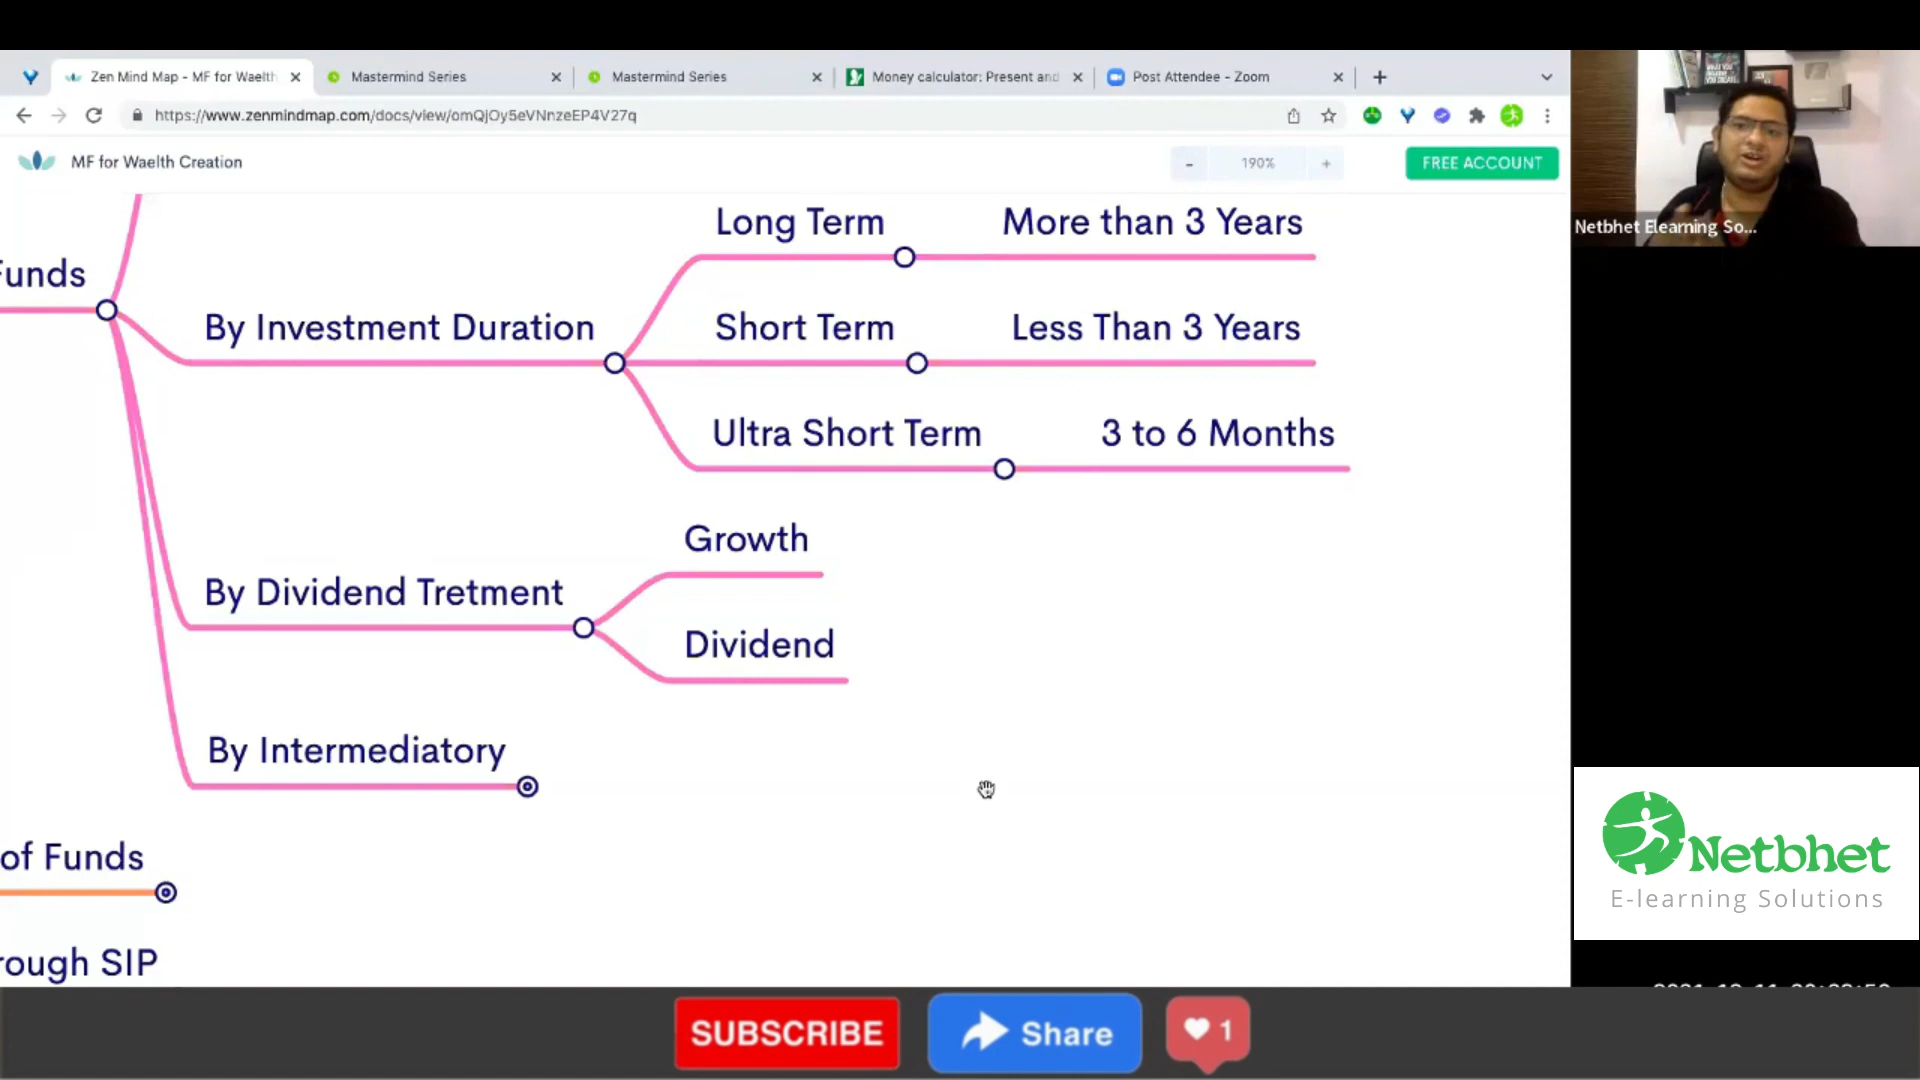 Zen Mind Map - MF for Waelth
Mastermind Series
Mastermind Series
Money calculator: Present and
Post Attendee - Zoom
https://www.zenmindmap.com/docs/view/omQjOy5eVNnzeEP4V27q
MF for Waelth Creation
- 190% +
FREE ACCOUNT
Netbhet Elearning So...
Long Term More than 3 Years
Funds
By Investment Duration
Short Term Less Than 3 Years
Ultra Short Term 3 to 6 Months
Growth
By Dividend Tretment
Dividend
By Intermediatory
of Funds
rough SIP
Netbhet
E-learning Solutions
SUBSCRIBE
Share
1